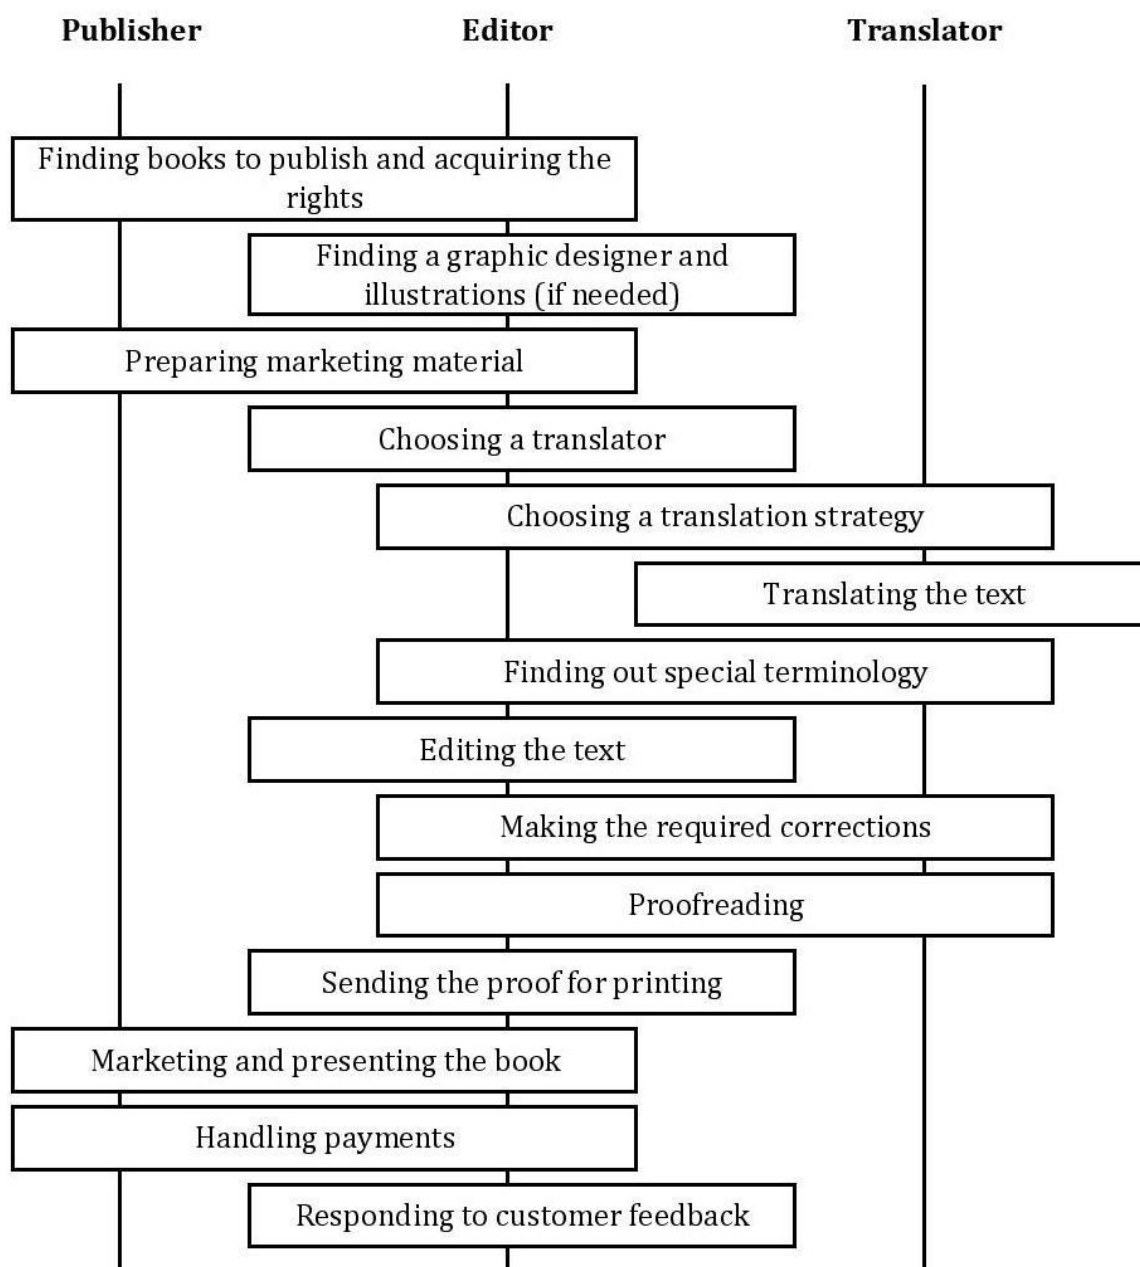 Publisher Editor Translator
Finding books to publish and acquiring the
rights
Finding a graphic designer and
illustrations (if needed)
Preparing marketing material
Choosing a translator
Choosing a translation strategy
Translating the text
Finding out special terminology
Editing the text
Making the required corrections
Proofreading
Sending the proof for printing
Marketing and presenting the book
Handling payments
Responding to customer feedback